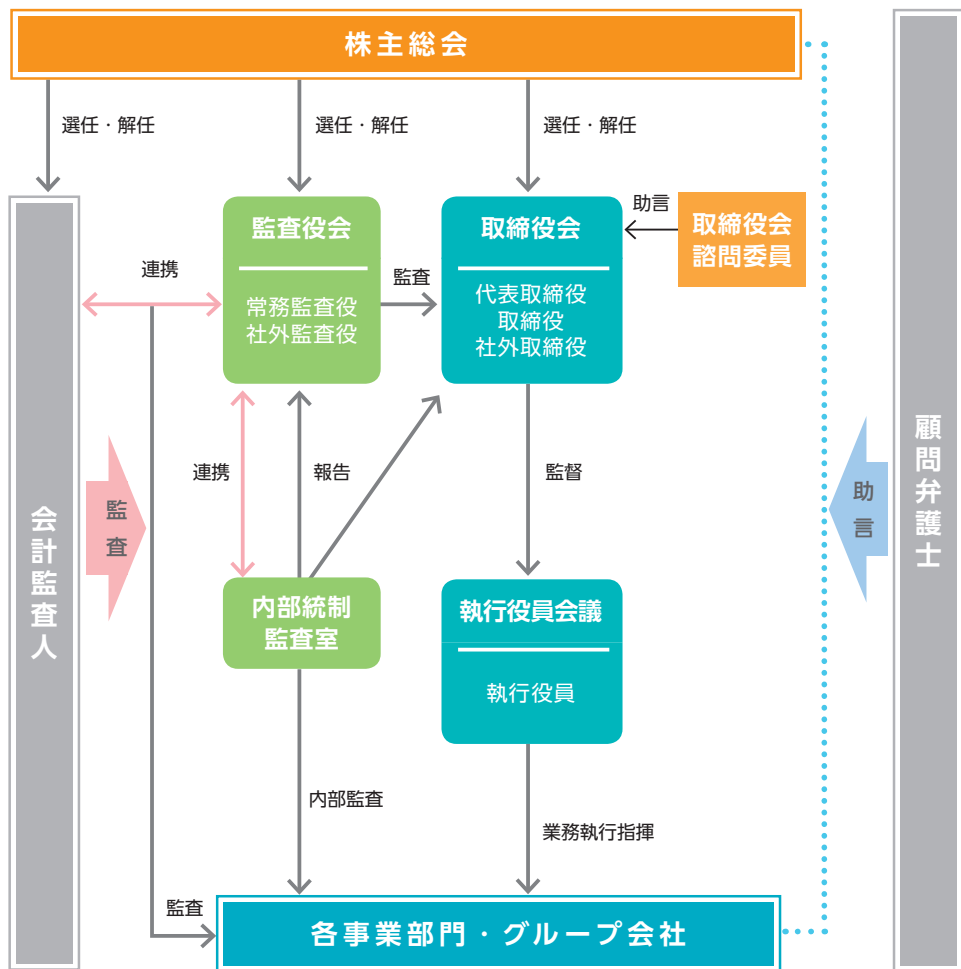 株主総会
選任・解任
選任・解任
選任・解任
監査役会
常務監査役
社外監査役
取締役会
代表取締役
取締役
社外取締役
助言
取締役会
諮問委員
連携
監査
連携
報告
監督
監査
助言
会計監査人
顧問弁護士
内部統制
監査室
執行役員会議
執行役員
内部監査
業務執行指揮
監査
各事業部門・グループ会社